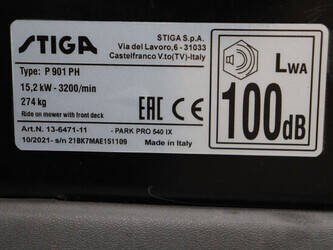 STIGA
STIGA S.p.A.
Via del Lavoro,6 - 31033
Castelfranco V.to(TV)-Italy
Type: P 901 PH
15,2 kW - 3200/min
274 kg
Ride on mower with front deck
EAC CE
LWA
100dB
Art.N. 13-6471-11 - PARK PRO 540 IX
10/2021- s/n 21BK7MAE151109 Made in Italy